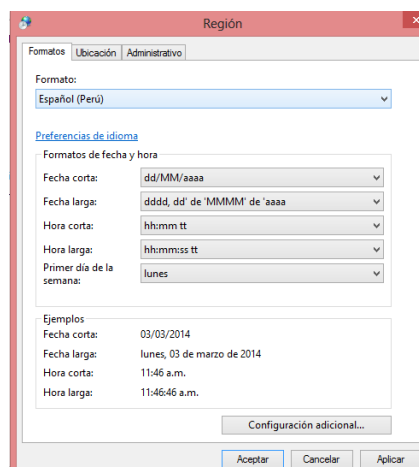 Región
Formatos Ubicación Administrativo
Formato:
Español (Perú)
Preferencias de idioma
Formatos de fecha y hora
Fecha corta: dd/MM/aaaa
Fecha larga: dddd, dd' de 'MMMM' de 'aaaa
Hora corta: hh:mm tt
Hora larga: hh:mm:ss tt
Primer día de la
semana: lunes
Ejemplos
Fecha corta: 03/03/2014
Fecha larga: lunes, 03 de marzo de 2014
Hora corta: 11:46 a.m.
Hora larga: 11:46:46 a.m.
Configuración adicional...
Aceptar Cancelar Aplicar